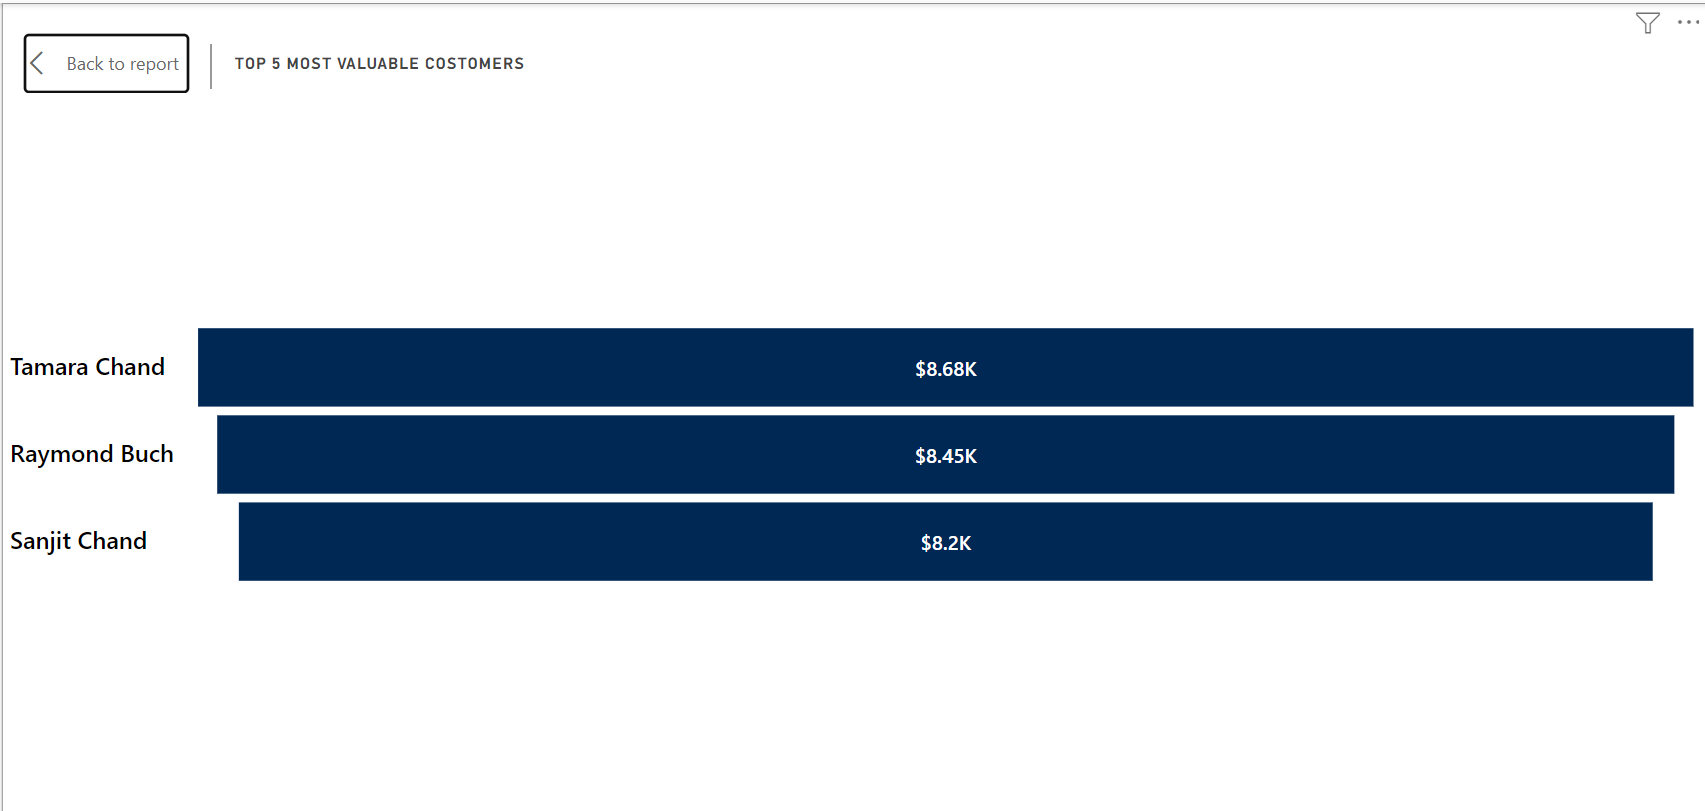 Back to report
TOP 5 MOST VALUABLE COSTOMERS
Tamara Chand $8.68K
Raymond Buch $8.45K
Sanjit Chand $8.2K